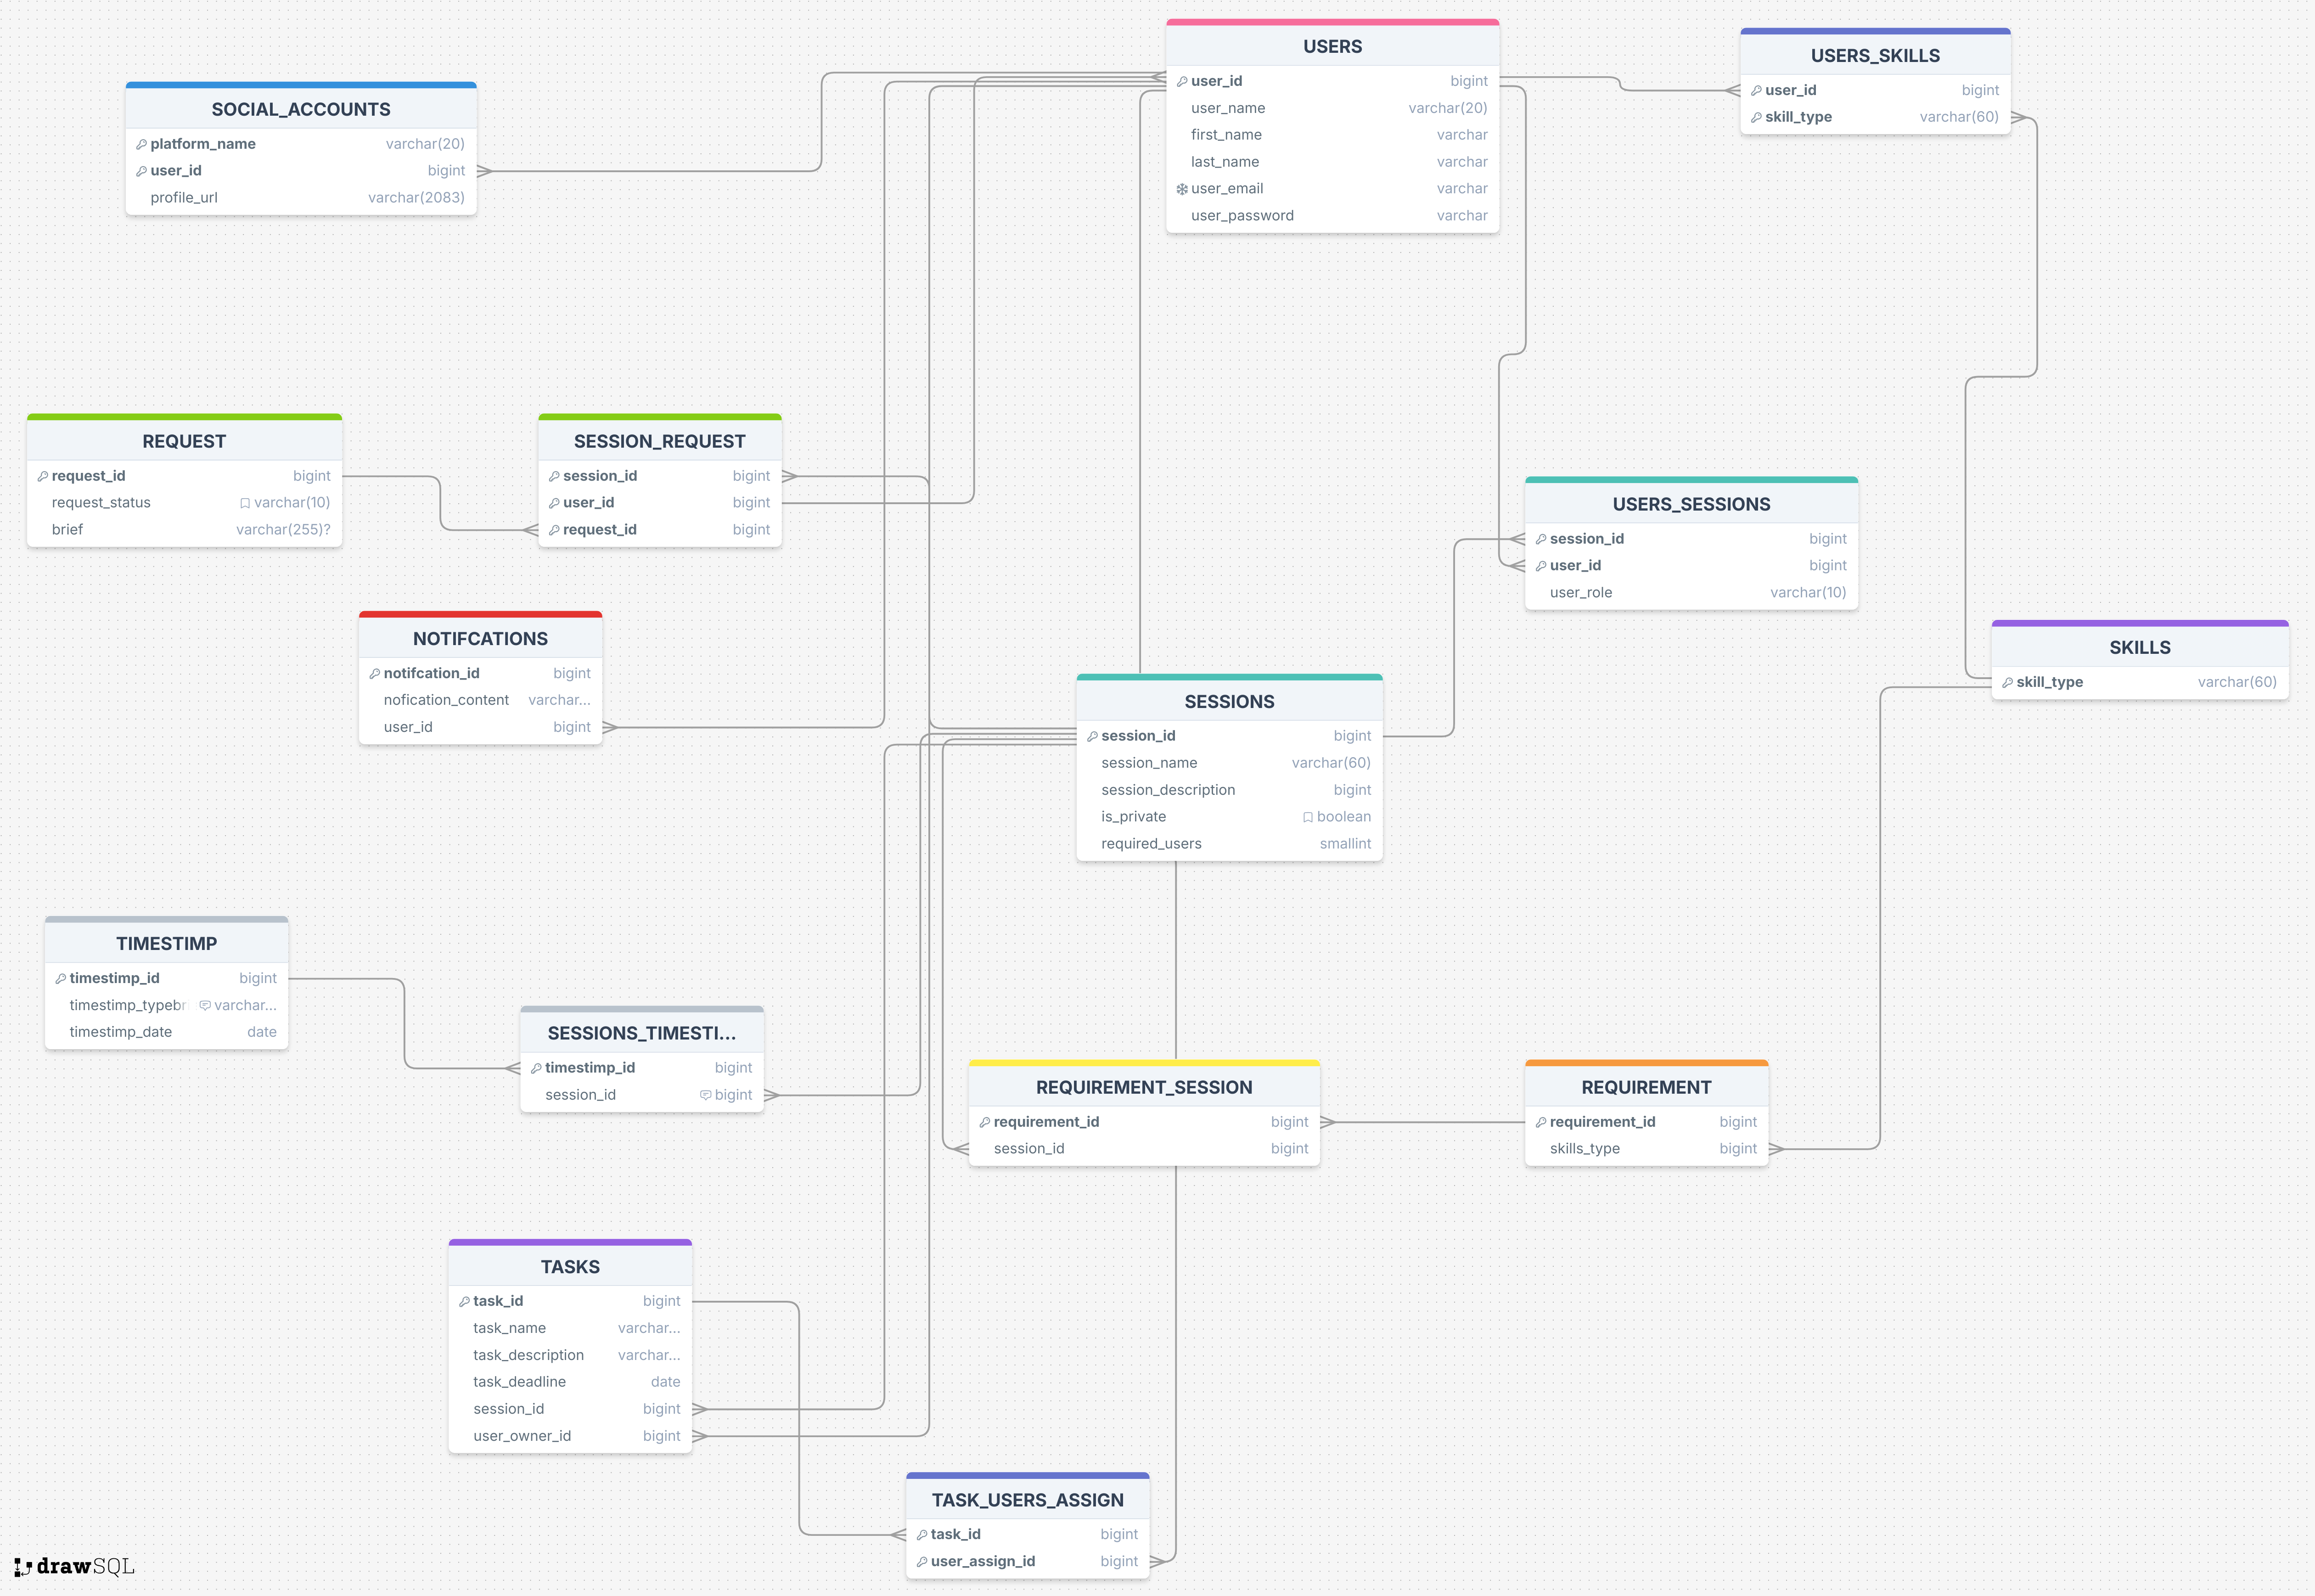 USERS
user_id bigint
user_name varchar(20)
first_name varchar
last_name varchar
user_email varchar
user_password varchar
USERS_SKILLS
user_id bigint
skill_type varchar(60)
SOCIAL_ACCOUNTS
platform_name varchar(20)
user_id bigint
profile_url varchar(2083)
REQUEST
request_id bigint
request_status varchar(10)
brief varchar(255)?
SESSION_REQUEST
session_id bigint
user_id bigint
request_id bigint
USERS_SESSIONS
session_id bigint
user_id bigint
user_role varchar(10)
NOTIFCATIONS
notifcation_id bigint
nofication_content varchar...
user_id bigint
SKILLS
skill_type varchar(60)
SESSIONS
session_id bigint
session_name varchar(60)
session_description bigint
is_private boolean
required_users smallint
TIMESTIMP
timestimp_id bigint
timestimp_typebr varchar...
timestimp_date date
SESSIONS_TIMESTI...
timestimp_id bigint
session_id bigint
REQUIREMENT_SESSION
requirement_id bigint
session_id bigint
REQUIREMENT
requirement_id bigint
skills_type bigint
TASKS
task_id bigint
task_name varchar...
task_description varchar...
task_deadline date
session_id bigint
user_owner_id bigint
TASK_USERS_ASSIGN
task_id bigint
user_assign_id bigint
drawSQL